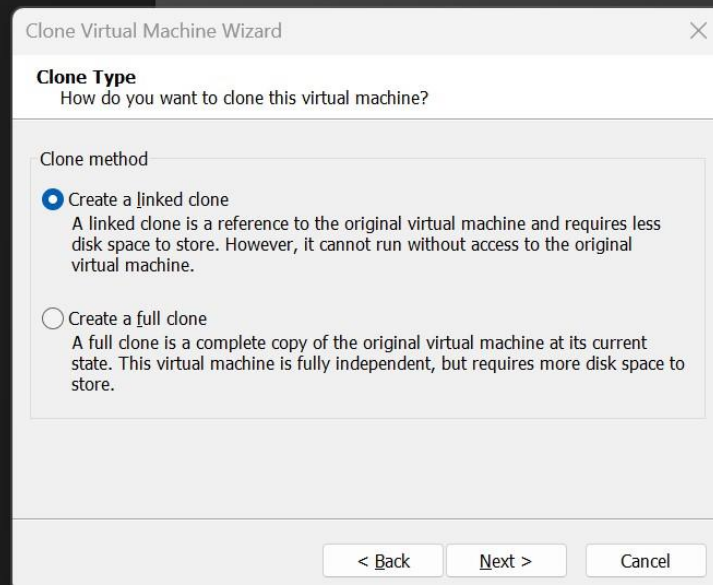 Clone Virtual Machine Wizard
Clone Type
How do you want to clone this virtual machine?
Clone method
Create a linked clone
A linked clone is a reference to the original virtual machine and requires less
disk space to store. However, it cannot run without access to the original
virtual machine.
Create a full clone
A full clone is a complete copy of the original virtual machine at its current
state. This virtual machine is fully independent, but requires more disk space to
store.
< Back Next > Cancel